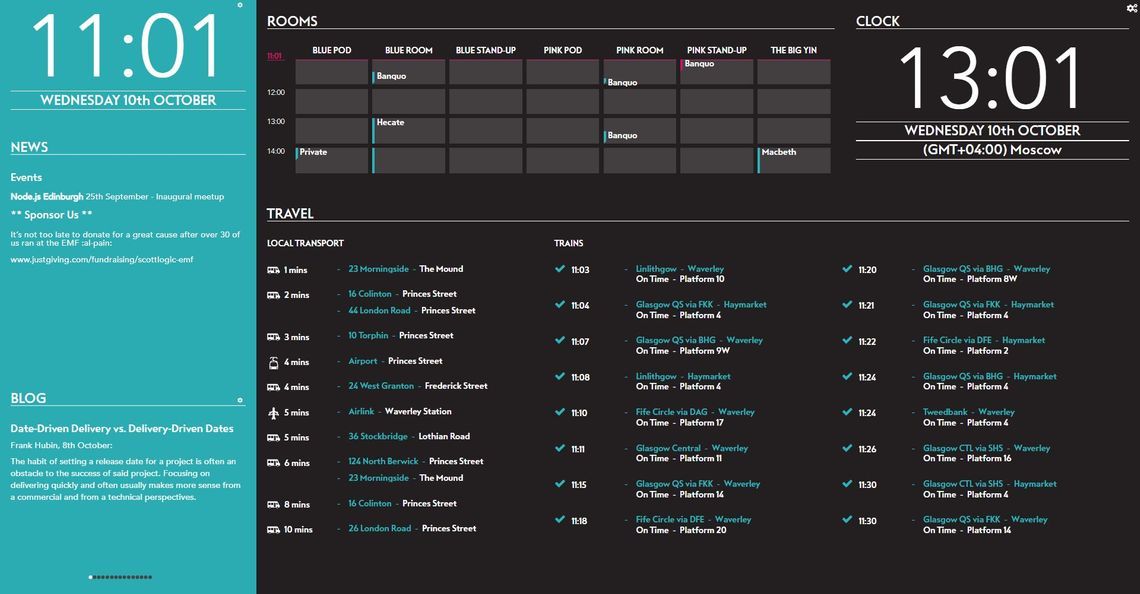 11:01
WEDNESDAY 10th OCTOBER
NEWS
Events
Node.js Edinburgh 25th September - Inaugural meetup
** Sponsor Us **
It's not too late to donate for a great cause after over 30 of
us ran at the EMF :al-pain:
www.justgiving.com/fundraising/scottlogic-emf
BLOG
Date-Driven Delivery vs. Delivery-Driven Dates
Frank Hubin, 8th October:
The habit of setting a release date for a project is often an
obstacle to the success of said project. Focusing on
delivering quickly and often usually makes more sense from
a commercial and from a technical perspectives.
ROOMS
BLUE POD BLUE ROOM BLUE STAND-UP PINK POD PINK ROOM PINK STAND-UP THE BIG YIN
11:01
Banquo
Banquo
Banquo
12:00
13:00
Hecate
Banquo
14:00
Private
Macbeth
CLOCK
13:01
WEDNESDAY 10th OCTOBER
(GMT+04:00) Moscow
TRAVEL
LOCAL TRANSPORT
1 mins - 23 Morningside - The Mound
2 mins - 16 Colinton - Princes Street
- 44 London Road - Princes Street
3 mins - 10 Torphin - Princes Street
4 mins - Airport - Princes Street
4 mins - 24 West Granton - Frederick Street
5 mins - Airlink - Waverley Station
5 mins - 36 Stockbridge - Lothian Road
6 mins - 124 North Berwick - Princes Street
- 23 Morningside - The Mound
8 mins - 16 Colinton - Princes Street
10 mins - 26 London Road - Princes Street
TRAINS
11:03 - Linlithgow - Waverley
On Time - Platform 10
11:04 - Glasgow QS via FKK - Haymarket
On Time - Platform 4
11:07 - Glasgow QS via BHG - Waverley
On Time - Platform 9W
11:08 - Linlithgow - Haymarket
On Time - Platform 4
11:10 - Fife Circle via DAG - Waverley
On Time - Platform 17
11:11 - Glasgow Central - Waverley
On Time - Platform 11
11:15 - Glasgow QS via FKK - Waverley
On Time - Platform 14
11:18 - Fife Circle via DFE - Waverley
On Time - Platform 20
11:20 - Glasgow QS via BHG - Waverley
On Time - Platform 8W
11:21 - Glasgow QS via FKK - Haymarket
On Time - Platform 4
11:22 - Fife Circle via DFE - Haymarket
On Time - Platform 2
11:24 - Glasgow QS via BHG - Haymarket
On Time - Platform 4
11:24 - Tweedbank - Waverley
On Time - Platform 4
11:26 - Glasgow CTL via SHS - Waverley
On Time - Platform 16
11:30 - Glasgow CTL via SHS - Haymarket
On Time - Platform 4
11:30 - Glasgow QS via FKK - Waverley
On Time - Platform 14